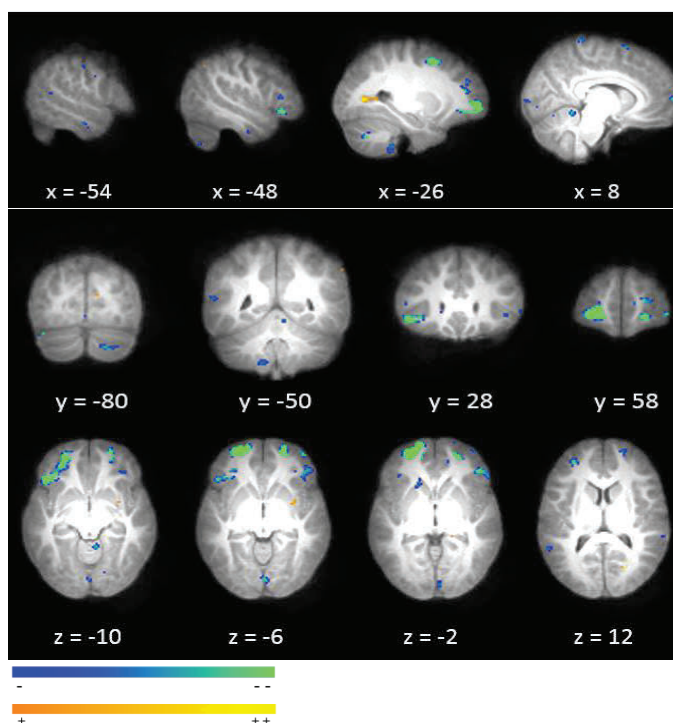 x = -54 x = -48 x = -26 x = 8
y = -80 y = -50 y = 28 y = 58
z = -10 z = -6 z = -2 z = 12
- - -
+ ++